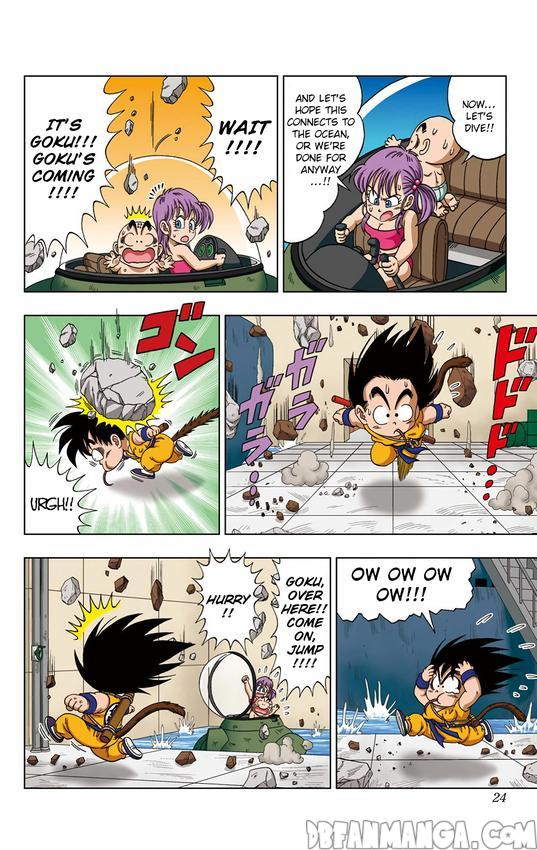 NOW...
LET'S
DIVE!!
AND LET'S
HOPE THIS
CONNECTS TO
THE OCEAN,
OR WE'RE
DONE FOR
ANYWAY
...!!
WAIT
!!!!
IT'S
GOKU!!!
GOKU'S
COMING
!!!!
ドドド
ガラガラ...
ゴン
URGH!!
OW OW OW
OW!!!
GOKU,
OVER
HERE!!
COME
ON,
JUMP
!!!!
HURRY
!!
24
DBFANMANGA.COM